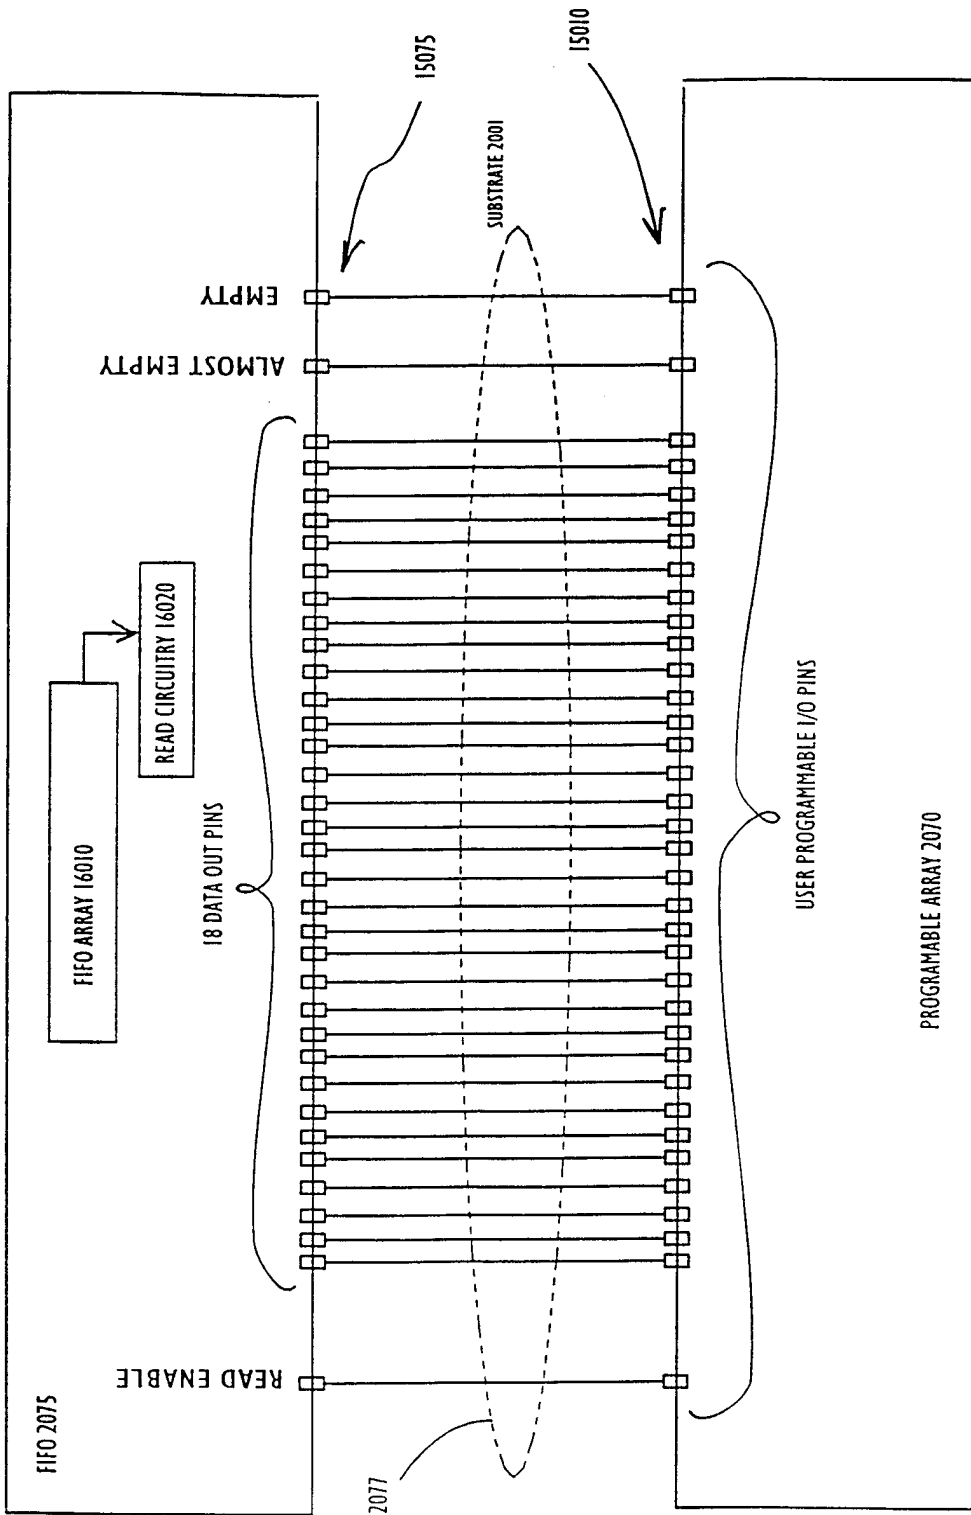 FIFO 2075
FIFO ARRAY 16010
READ CIRCUITRY 16020
READ ENABLE
18 DATA OUT PINS
ALMOST EMPTY
EMPTY
15075
2077
SUBSTRATE 2001
15010
USER PROGRAMMABLE I/O PINS
PROGRAMABLE ARRAY 2070